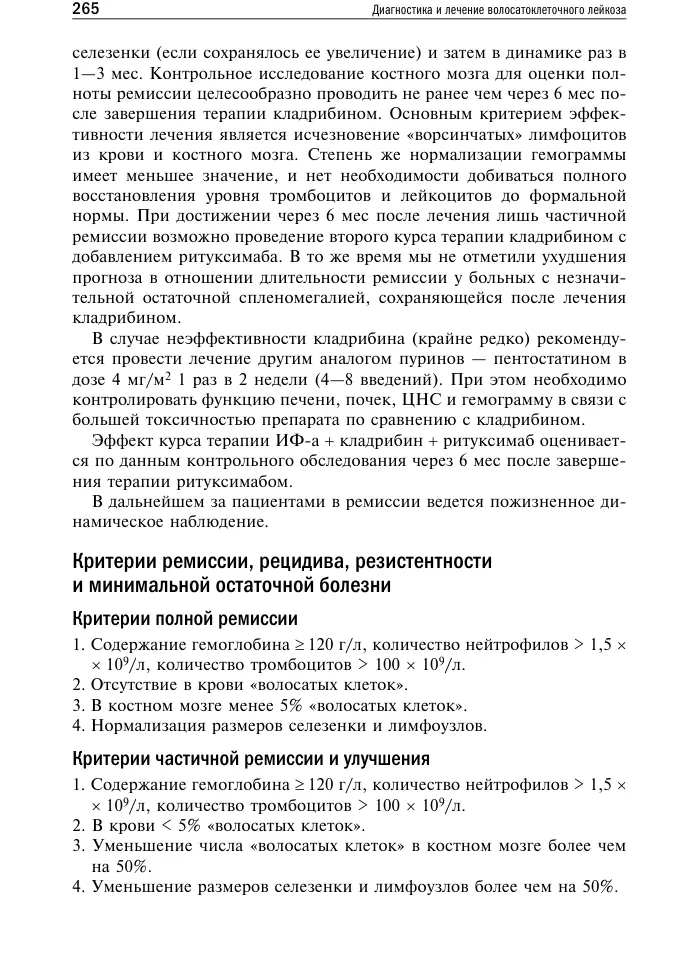 265
Диагностика и лечение волосатоклеточного лейкоза
селезенки (если сохранялось ее увеличение) и затем в динамике раз в
1—3 мес. Контрольное исследование костного мозга для оценки пол-
ноты ремиссии целесообразно проводить не ранее чем через 6 мес по-
сле завершения терапии кладрибином. Основным критерием эффек-
тивности лечения является исчезновение «ворсинчатых» лимфоцитов
из крови и костного мозга. Степень же нормализации гемограммы
имеет меньшее значение, и нет необходимости добиваться полного
восстановления уровня тромбоцитов и лейкоцитов до формальной
нормы. При достижении через 6 мес после лечения лишь частичной
ремиссии возможно проведение второго курса терапии кладрибином с
добавлением ритуксимаба. В то же время мы не отметили ухудшения
прогноза в отношении длительности ремиссии у больных с незначи-
тельной остаточной спленомегалией, сохраняющейся после лечения
кладрибином.
В случае неэффективности кладрибина (крайне редко) рекоменду-
ется провести лечение другим аналогом пуринов — пентостатином в
дозе 4 мг/м² 1 раз в 2 недели (4—8 введений). При этом необходимо
контролировать функцию печени, почек, ЦНС и гемограмму в связи с
большей токсичностью препарата по сравнению с кладрибином.
Эффект курса терапии ИФ-а + кладрибин + ритуксимаб оценивает-
ся по данным контрольного обследования через 6 мес после заверше-
ния терапии ритуксимабом.
В дальнейшем за пациентами в ремиссии ведется пожизненное ди-
намическое наблюдение.
Критерии ремиссии, рецидива, резистентности
и минимальной остаточной болезни
Критерии полной ремиссии
1. Содержание гемоглобина ≥ 120 г/л, количество нейтрофилов > 1,5 ×
× 10⁹/л, количество тромбоцитов > 100 × 10⁹/л.
2. Отсутствие в крови «волосатых клеток».
3. В костном мозге менее 5% «волосатых клеток».
4. Нормализация размеров селезенки и лимфоузлов.
Критерии частичной ремиссии и улучшения
1. Содержание гемоглобина ≥ 120 г/л, количество нейтрофилов > 1,5 ×
× 10⁹/л, количество тромбоцитов > 100 × 10⁹/л.
2. В крови < 5% «волосатых клеток».
3. Уменьшение числа «волосатых клеток» в костном мозге более чем
на 50%.
4. Уменьшение размеров селезенки и лимфоузлов более чем на 50%.